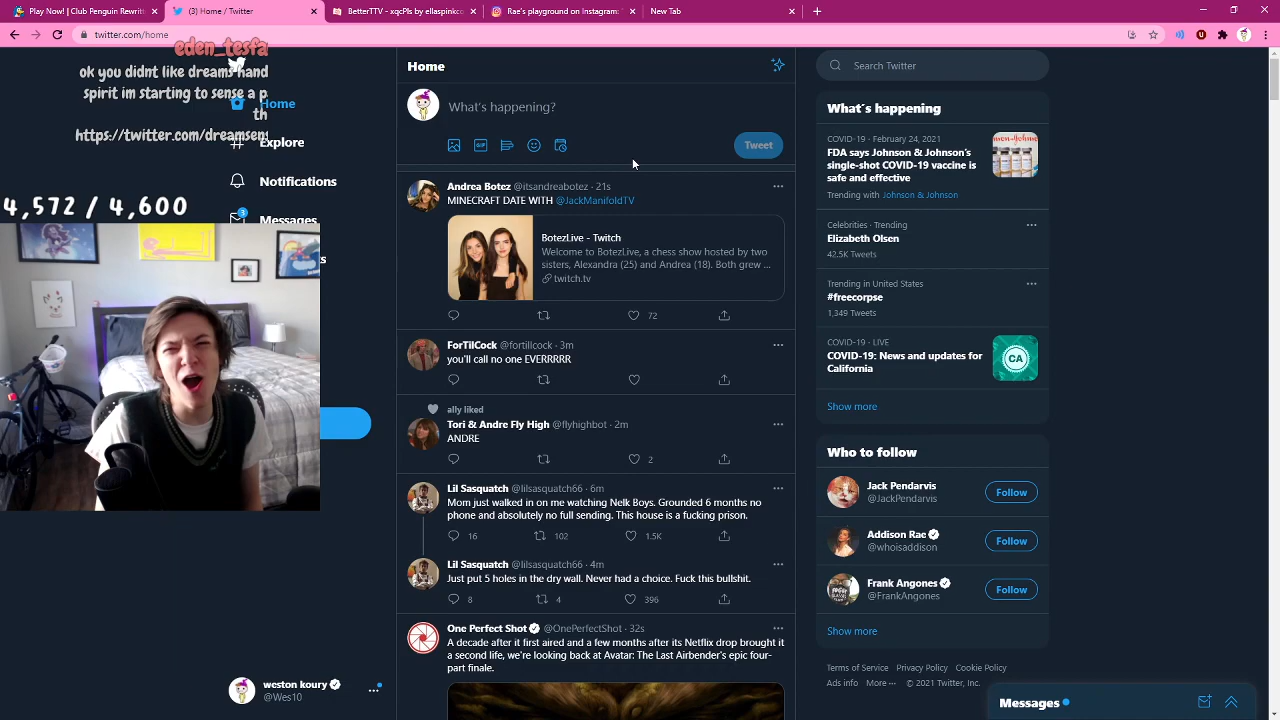 Play Now! | Club Penguin Rewrit
(3) Home / Twitter
BetterTTV - xqcPls by ellaspinkco
Rae's playground on Instagram: "
New Tab
twitter.com/home
eden_tesfa
ok you didnt like dreams hand
spirit im starting to sense a p
th
https://twitter.com/dreamsen
4,572 / 4,600
Home
Explore
Notifications
3
Messages
weston koury
@Wes10
Home
What's happening?
GIF
Tweet
Andrea Botez @itsandreabotez · 21s
MINECRAFT DATE WITH @JackManifoldTV
BotezLive - Twitch
Welcome to BotezLive, a chess show hosted by two
sisters, Alexandra (25) and Andrea (18). Both grew ...
twitch.tv
72
ForTilCock @fortillcock · 3m
you'll call no one EVERRRRR
ally liked
Tori & Andre Fly High @flyhighbot · 2m
ANDRE
2
Lil Sasquatch @lilsasquatch66 · 6m
Mom just walked in on me watching Nelk Boys. Grounded 6 months no
phone and absolutely no full sending. This house is a fucking prison.
16 102 1.5K
Lil Sasquatch @lilsasquatch66 · 4m
Just put 5 holes in the dry wall. Never had a choice. Fuck this bullshit.
8 4 396
One Perfect Shot @OnePerfectShot · 32s
A decade after it first aired and a few months after its Netflix drop brought it
a second life, we're looking back at Avatar: The Last Airbender's epic four-
part finale.
Search Twitter
What's happening
COVID-19 · February 24, 2021
FDA says Johnson & Johnson's
single-shot COVID-19 vaccine is
safe and effective
Trending with Johnson & Johnson
Celebrities · Trending
Elizabeth Olsen
42.5K Tweets
Trending in United States
#freecorpse
1,349 Tweets
COVID-19 · LIVE
COVID-19: News and updates for
California
CA
Show more
Who to follow
Jack Pendarvis
@JackPendarvis
Follow
Addison Rae
@whoisaddison
Follow
Frank Angones
@FrankAngones
Follow
Show more
Terms of Service Privacy Policy Cookie Policy
Ads info More ··· © 2021 Twitter, Inc.
Messages